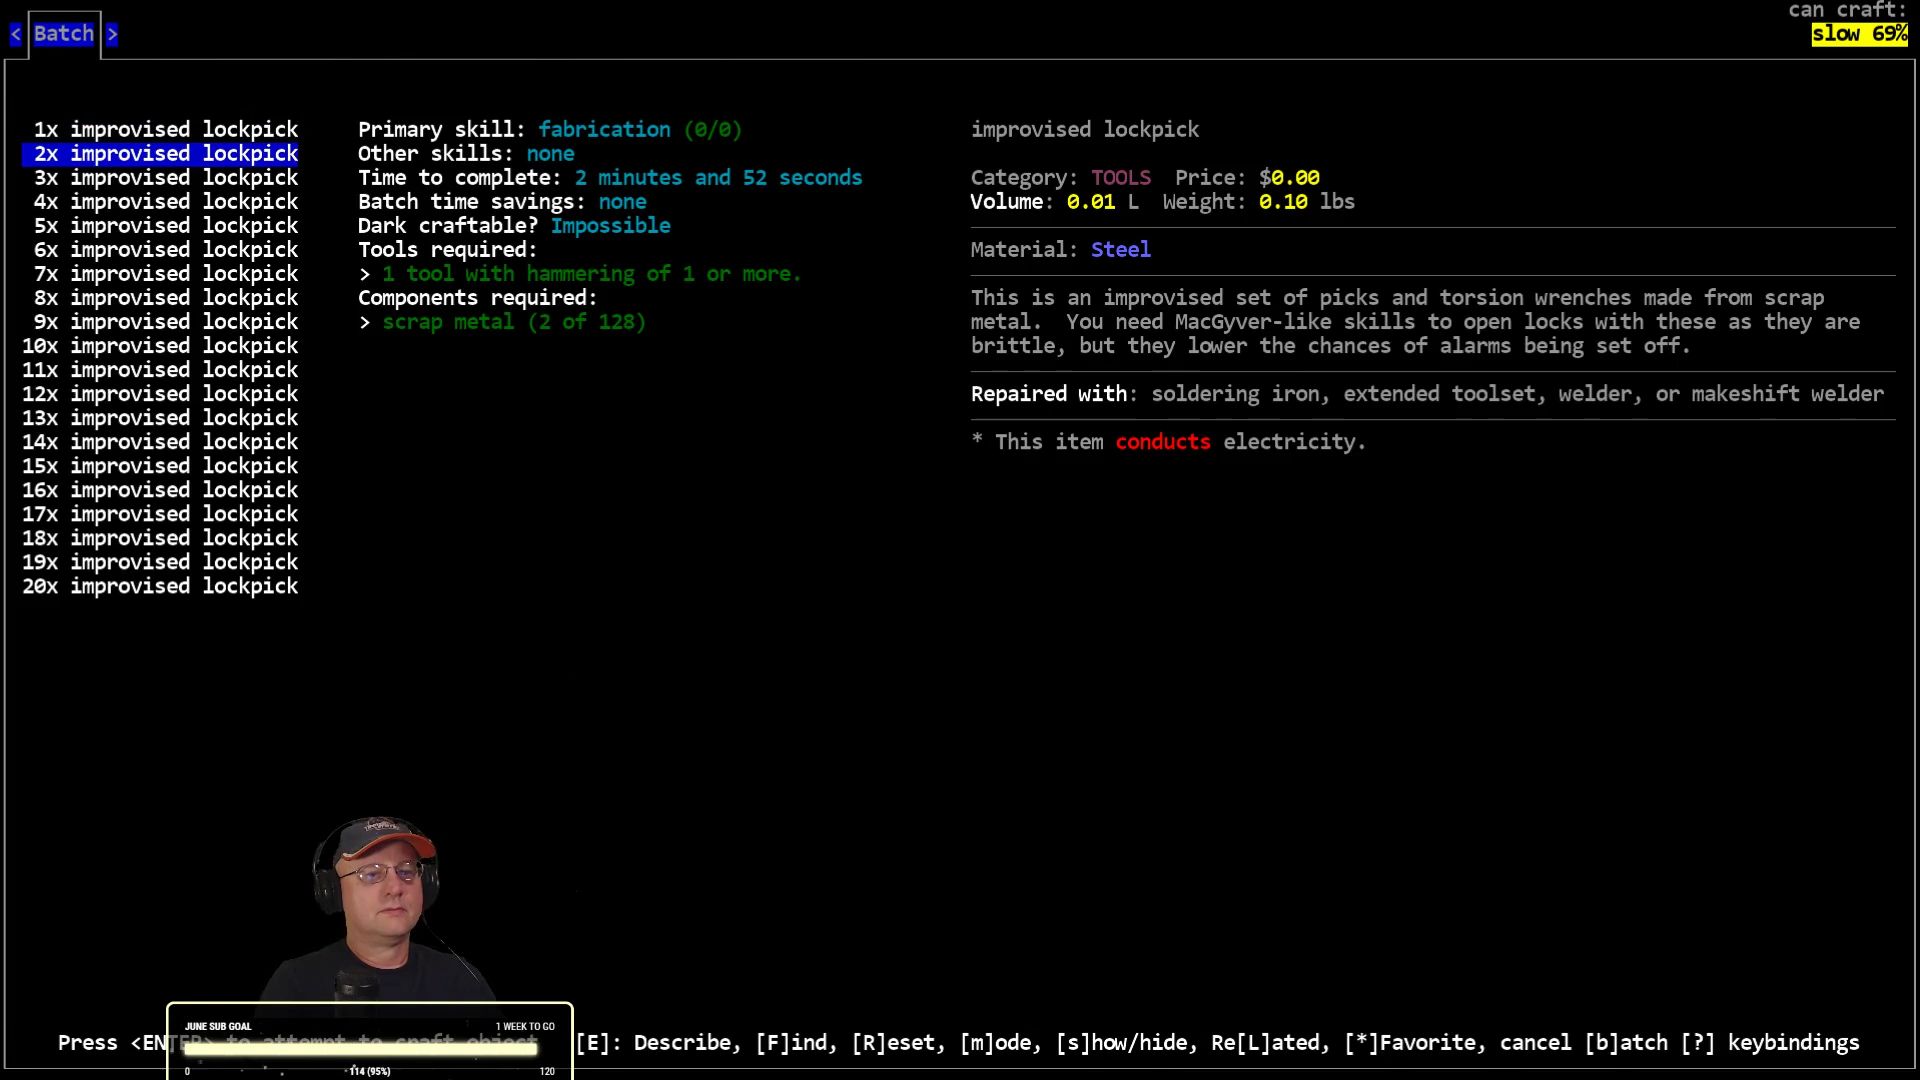 can craft:
< Batch > slow 69%
1x improvised lockpick
2x improvised lockpick
3x improvised lockpick
4x improvised lockpick
5x improvised lockpick
6x improvised lockpick
7x improvised lockpick
8x improvised lockpick
9x improvised lockpick
10x improvised lockpick
11x improvised lockpick
12x improvised lockpick
13x improvised lockpick
14x improvised lockpick
15x improvised lockpick
16x improvised lockpick
17x improvised lockpick
18x improvised lockpick
19x improvised lockpick
20x improvised lockpick
Primary skill: fabrication (0/0)
Other skills: none
Time to complete: 2 minutes and 52 seconds
Batch time savings: none
Dark craftable? Impossible
Tools required:
> 1 tool with hammering of 1 or more.
Components required:
> scrap metal (2 of 128)
improvised lockpick
Category: TOOLS Price: $0.00
Volume: 0.01 L Weight: 0.10 lbs
Material: Steel
This is an improvised set of picks and torsion wrenches made from scrap
metal. You need MacGyver-like skills to open locks with these as they are
brittle, but they lower the chances of alarms being set off.
Repaired with: soldering iron, extended toolset, welder, or makeshift welder
* This item conducts electricity.
JUNE SUB GOAL 1 WEEK TO GO
Press <ENTER> to attempt to craft object [E]: Describe, [F]ind, [R]eset, [m]ode, [s]how/hide, Re[L]ated, [*]Favorite, cancel [b]atch [?] keybindings
0 114 (95%) 120